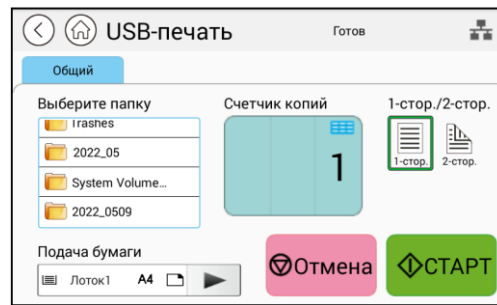 USB-печать
Готов
Общий
Выберите папку
Trashes
2022_05
System Volume...
2022_0509
Счетчик копий
1
1-стор./2-стор.
1-стор.
2-стор.
Подача бумаги
Лоток1 A4
Отмена
СТАРТ